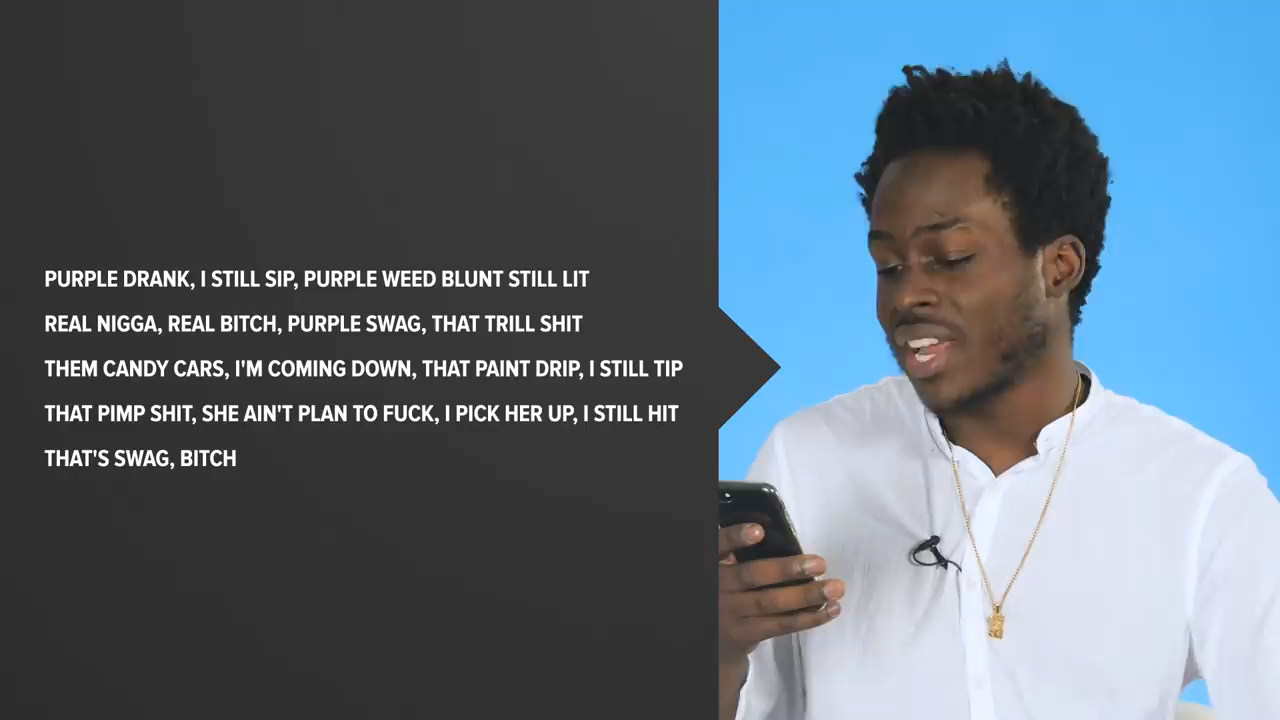 PURPLE DRANK, I STILL SIP, PURPLE WEED BLUNT STILL LIT
REAL NIGGA, REAL BITCH, PURPLE SWAG, THAT TRILL SHIT
THEM CANDY CARS, I'M COMING DOWN, THAT PAINT DRIP, I STILL TIP
THAT PIMP SHIT, SHE AIN'T PLAN TO FUCK, I PICK HER UP, I STILL HIT
THAT'S SWAG, BITCH